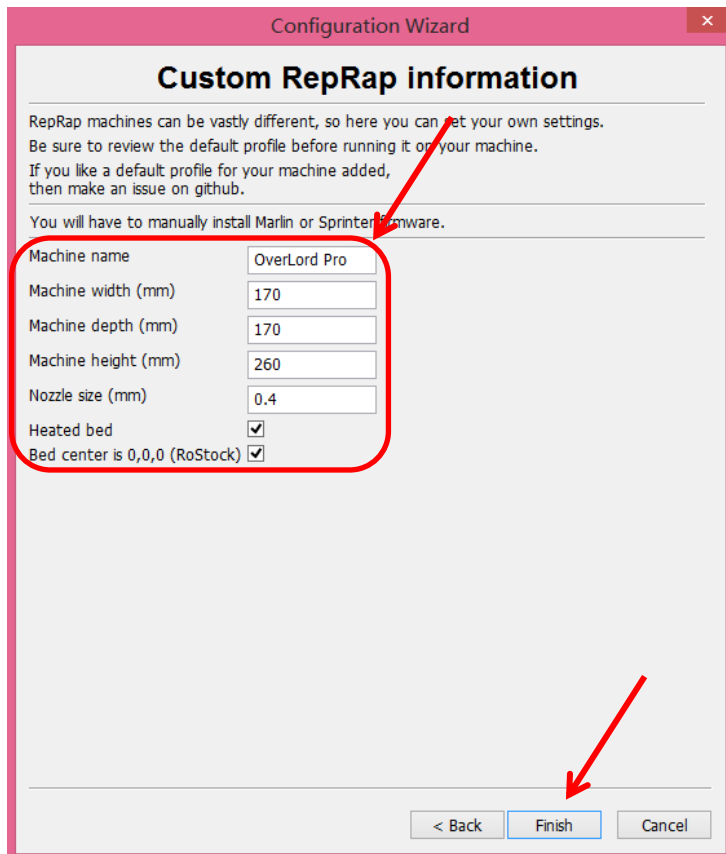 Configuration Wizard
×
Custom RepRap information
RepRap machines can be vastly different, so here you can set your own settings.
Be sure to review the default profile before running it on your machine.
If you like a default profile for your machine added,
then make an issue on github.
You will have to manually install Marlin or Sprinter firmware.
Machine name OverLord Pro
Machine width (mm) 170
Machine depth (mm) 170
Machine height (mm) 260
Nozzle size (mm) 0.4
Heated bed
Bed center is 0,0,0 (RoStock)
< Back Finish Cancel